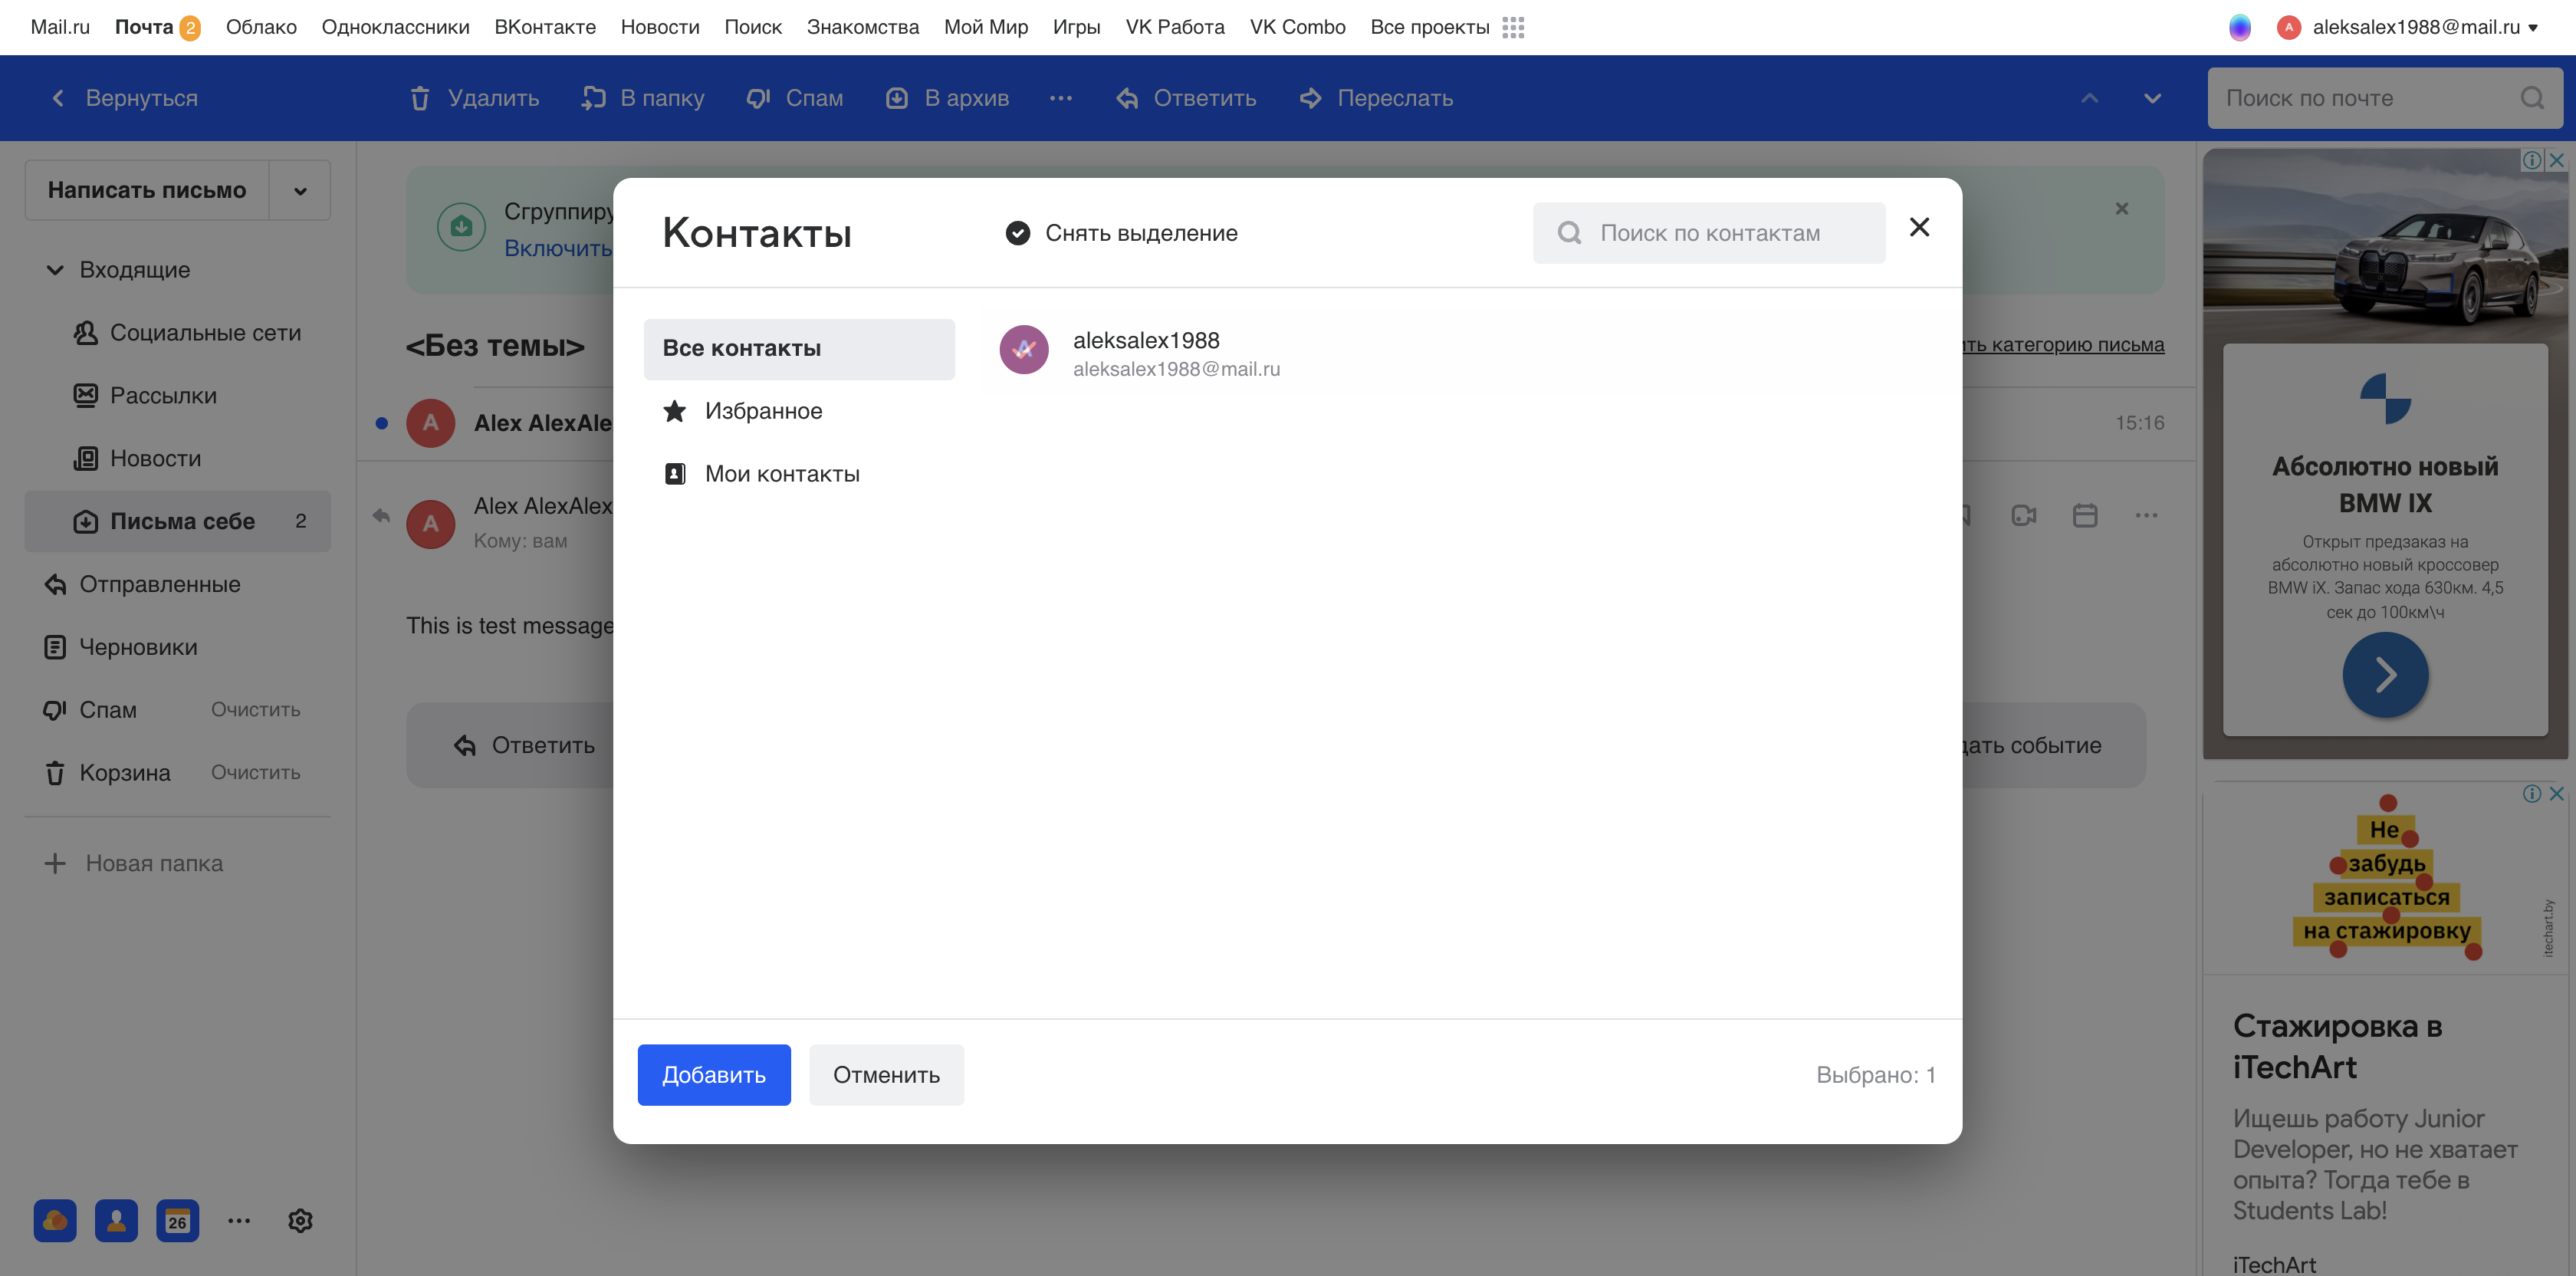 Mail.ru Почта 2 Облако Одноклассники ВКонтакте Новости Поиск Знакомства Мой Мир Игры VK Работа VK Combo Все проекты
A aleksalex1988@mail.ru
Вернуться
Удалить В папку Спам В архив Ответить Переслать
Поиск по почте
Написать письмо
Входящие
Социальные сети
Рассылки
Новости
Письма себе 2
Отправленные
Черновики
Спам Очистить
Корзина Очистить
Новая папка
26
Сгруппиру
Включить
<Без темы>
ть категорию письма
A Alex AlexAle
15:16
A Alex AlexAlex
Кому: вам
This is test message
Ответить
дать событие
Контакты
Снять выделение
Поиск по контактам
Все контакты
Избранное
Мои контакты
aleksalex1988
aleksalex1988@mail.ru
Добавить
Отменить
Выбрано: 1
Абсолютно новый
BMW IX
Открыт предзаказ на
абсолютно новый кроссовер
BMW iX. Запас хода 630км. 4,5
сек до 100км\ч
Не
забудь
записаться
на стажировку
itechart.by
Стажировка в
iTechArt
Ищешь работу Junior
Developer, но не хватает
опыта? Тогда тебе в
Students Lab!
iTechArt